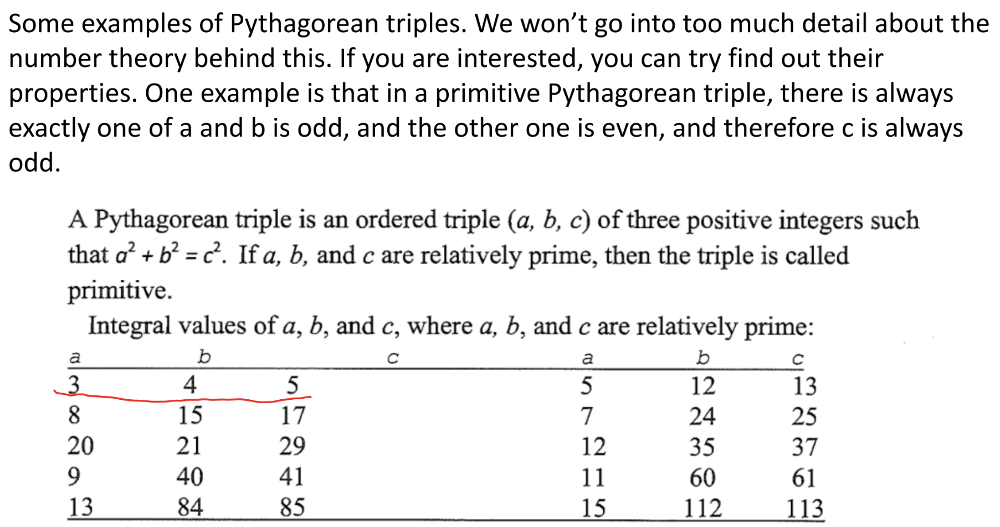 Some examples of Pythagorean triples. We won’t go into too much detail about the
number theory behind this. If you are interested, you can try find out their
properties. One example is that in a primitive Pythagorean triple, there is always
exactly one of a and b is odd, and the other one is even, and therefore c is always
odd.
A Pythagorean triple is an ordered triple (a, b, c) of three positive integers such
that a² + b² = c². If a, b, and c are relatively prime, then the triple is called
primitive.
Integral values of a, b, and c, where a, b, and c are relatively prime:
a b c a b c
3 4 5 5 12 13
8 15 17 7 24 25
20 21 29 12 35 37
9 40 41 11 60 61
13 84 85 15 112 113